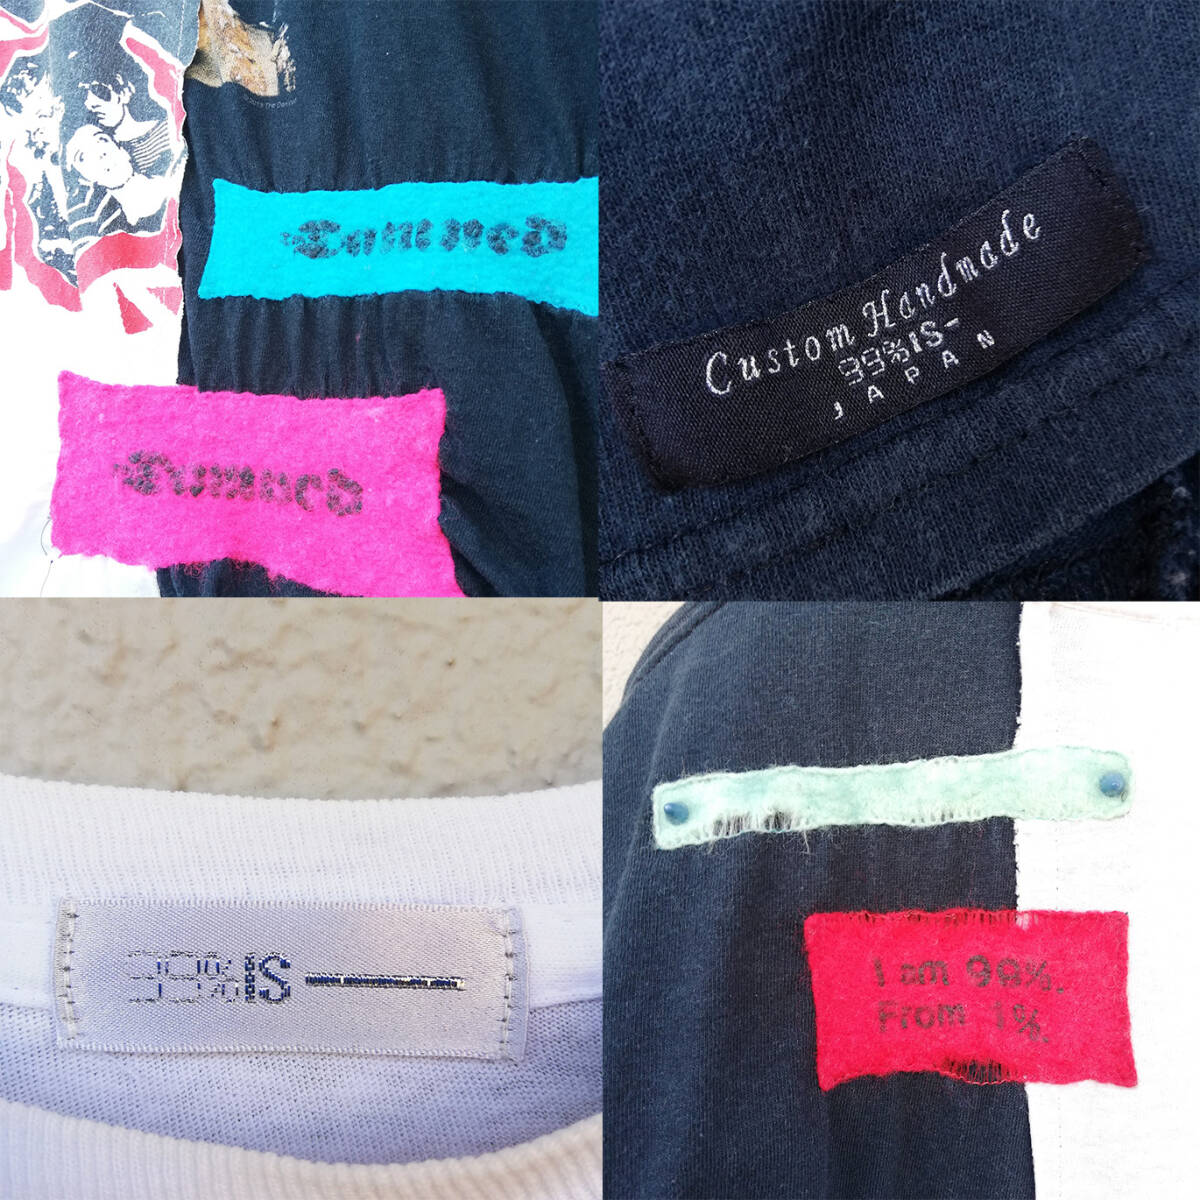 Damned
Damned
Custom Handmade
99%IS-
JAPAN
99%IS
I am 99%.
From 1%.